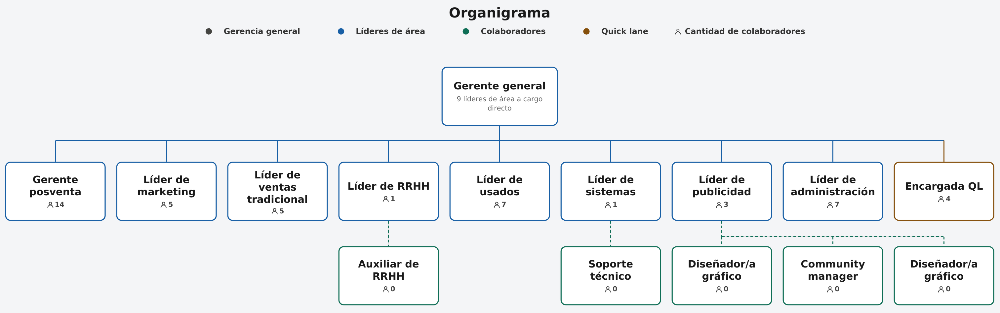 Organigrama
Gerencia general
Líderes de área
Colaboradores
Quick lane
Cantidad de colaboradores
Gerente general
9 líderes de área a cargo
directo
Gerente
posventa
14
Líder de
marketing
5
Líder de
ventas
tradicional
5
Líder de RRHH
1
Líder de
usados
7
Líder de
sistemas
1
Líder de
publicidad
3
Líder de
administración
7
Encargada QL
4
Auxiliar de
RRHH
0
Soporte
técnico
0
Diseñador/a
gráfico
0
Community
manager
0
Diseñador/a
gráfico
0